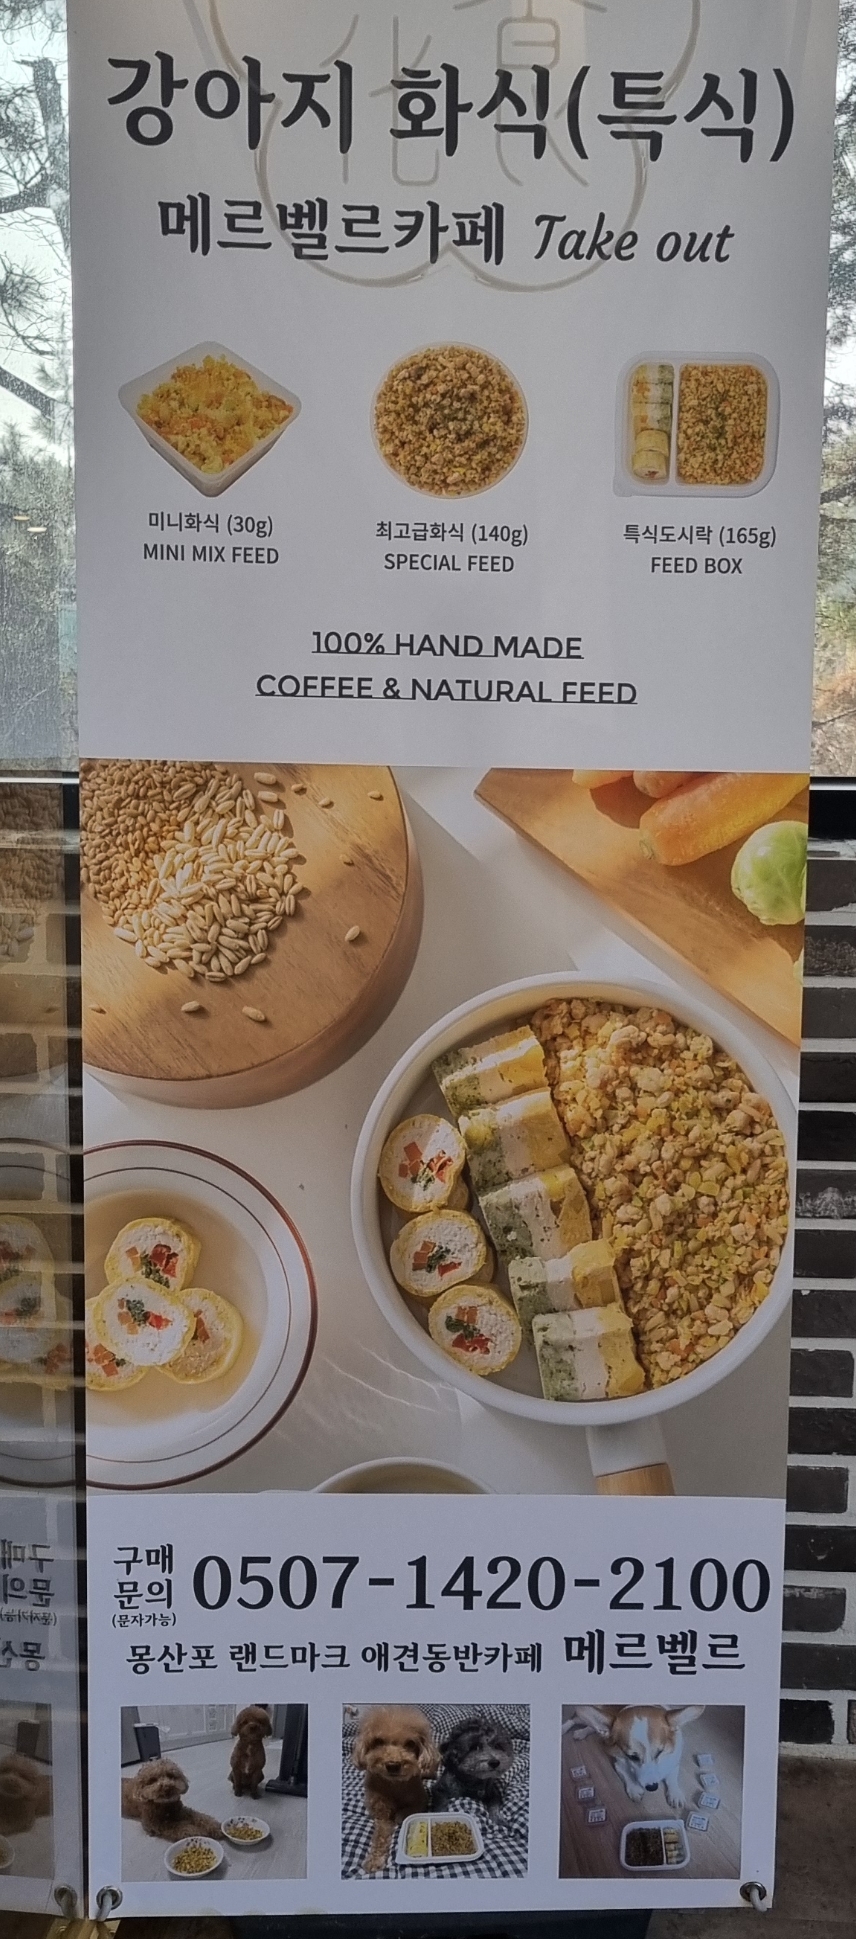 강아지 화식(특식)
메르벨르카페 Take out
미니화식 (30g)
MINI MIX FEED
최고급화식 (140g)
SPECIAL FEED
특식도시락 (165g)
FEED BOX
100% HAND MADE
COFFEE & NATURAL FEED
구매
문의
(문자가능)
0507-1420-2100
몽산포 랜드마크 애견동반카페 메르벨르